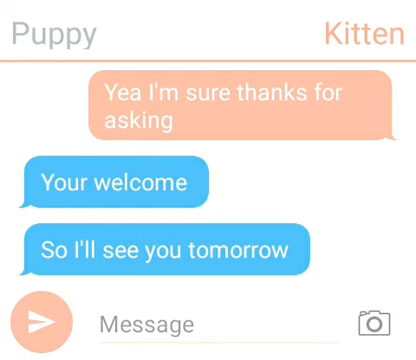 Puppy Kitten
Yea I'm sure thanks for
asking
Your welcome
So I'll see you tomorrow
Message